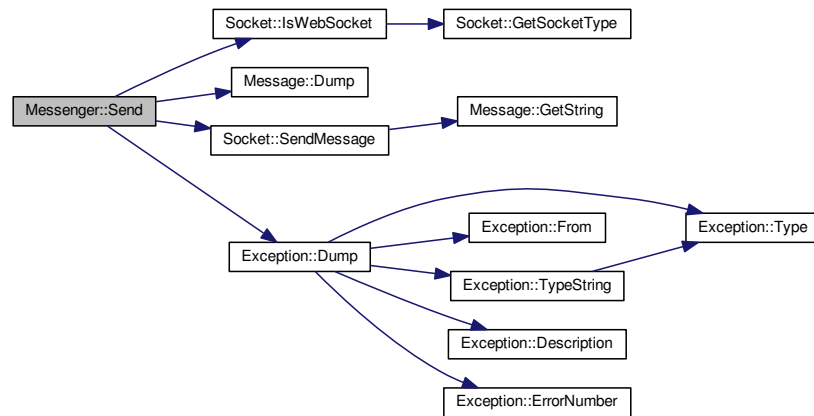 Socket::IsWebSocket
Socket::GetSocketType
Message::Dump
Messenger::Send
Message::GetString
Socket::SendMessage
Exception::From
Exception::Type
Exception::Dump
Exception::TypeString
Exception::Description
Exception::ErrorNumber